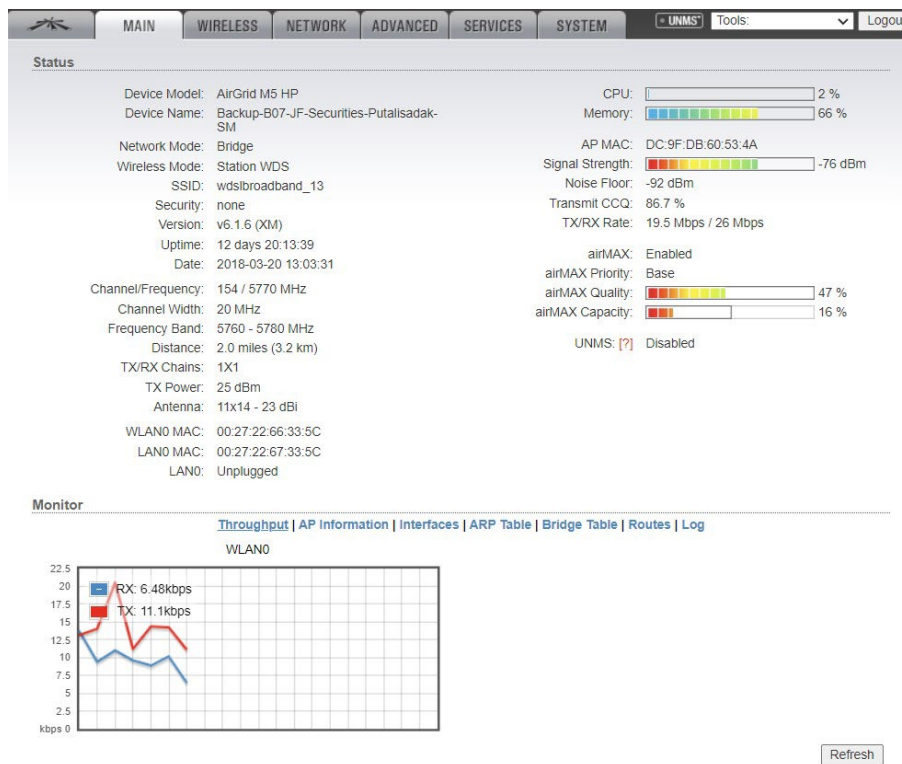 MAIN WIRELESS NETWORK ADVANCED SERVICES SYSTEM UNMS Tools: Logou
Status
Device Model: AirGrid M5 HP
Device Name: Backup-B07-JF-Securities-Putalisadak-
SM
Network Mode: Bridge
Wireless Mode: Station WDS
SSID: wdslbroadband_13
Security: none
Version: v6.1.6 (XM)
Uptime: 12 days 20:13:39
Date: 2018-03-20 13:03:31
Channel/Frequency: 154 / 5770 MHz
Channel Width: 20 MHz
Frequency Band: 5760 - 5780 MHz
Distance: 2.0 miles (3.2 km)
TX/RX Chains: 1X1
TX Power: 25 dBm
Antenna: 11x14 - 23 dBi
WLAN0 MAC: 00:27:22:66:33:5C
LAN0 MAC: 00:27:22:67:33:5C
LAN0: Unplugged
CPU: 2 %
Memory: 66 %
AP MAC: DC:9F:DB:60:53:4A
Signal Strength: -76 dBm
Noise Floor: -92 dBm
Transmit CCQ: 86.7 %
TX/RX Rate: 19.5 Mbps / 26 Mbps
airMAX: Enabled
airMAX Priority: Base
airMAX Quality: 47 %
airMAX Capacity: 16 %
UNMS: [?] Disabled
Monitor
Throughput | AP Information | Interfaces | ARP Table | Bridge Table | Routes | Log
WLAN0
22.5
20
17.5
15
12.5
10
7.5
5
2.5
kbps 0
RX: 6.48kbps
TX: 11.1kbps
Refresh